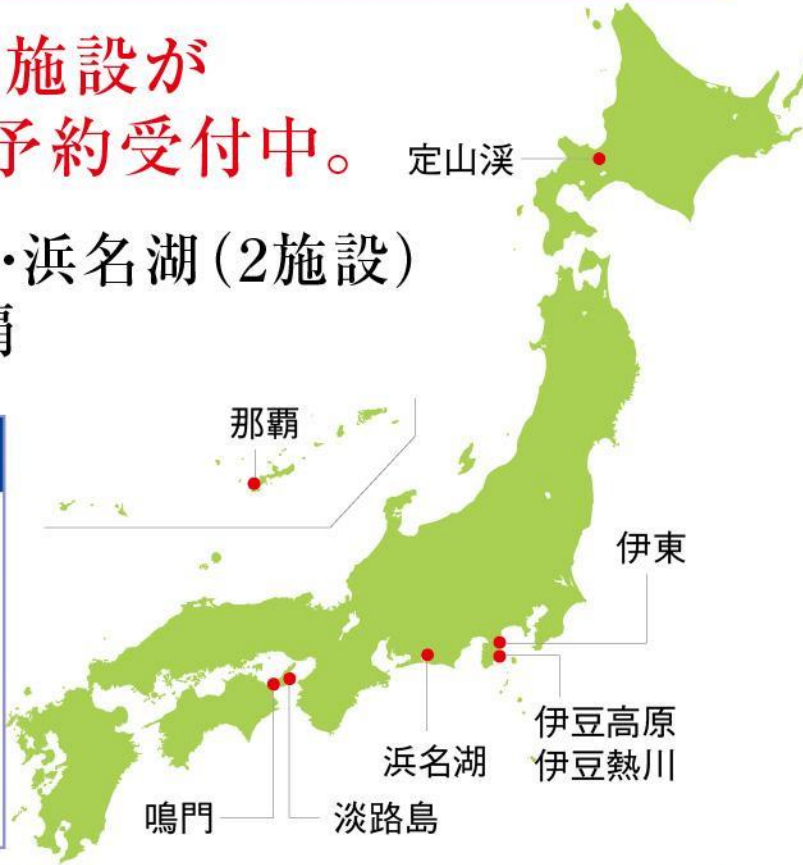 施設が
予約受付中。
・浜名湖(2施設)
定山渓
那覇
伊東
伊豆高原
伊豆熱川
浜名湖
鳴門
淡路島